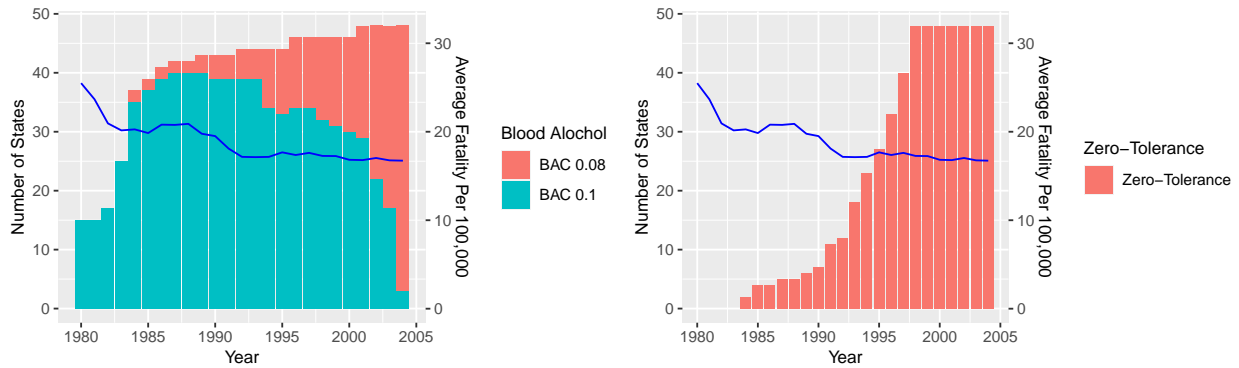 50
40
30
20
10
0
Number of States
30
20
10
0
Average Fatality Per 100,000
1980 1985 1990 1995 2000 2005
Year
Blood Alochol
BAC 0.08
BAC 0.1
50
40
30
20
10
0
Number of States
30
20
10
0
Average Fatality Per 100,000
1980 1985 1990 1995 2000 2005
Year
Zero−Tolerance
Zero−Tolerance